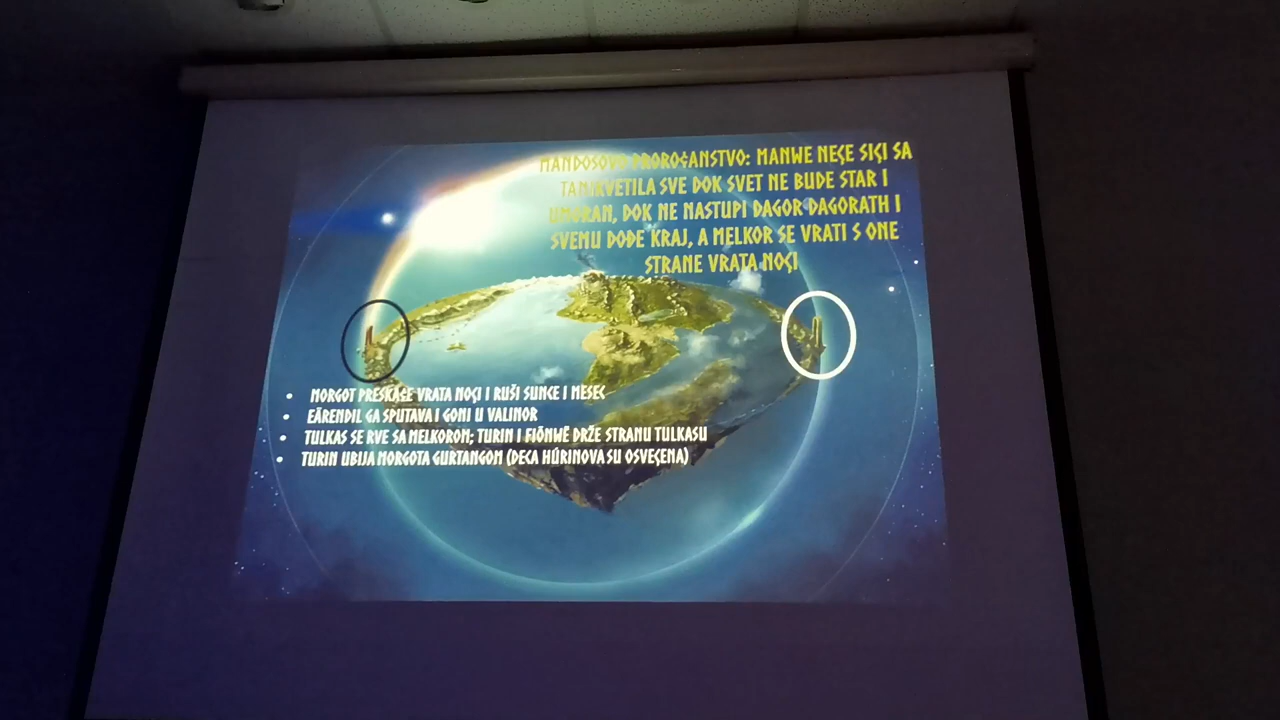 MANDOSOVO PROROČANSTVO: MANWE NEĆE SIĆI SA
TANIKVETILA SVE DOK SVET NE BUDE STAR I
UMORAN, DOK NE NASTUPI DAGOR DAGORATH I
SVEMU DOĐE KRAJ, A MELKOR SE VRATI S ONE
STRANE VRATA NOĆI
• MORGOT PRESKAČE VRATA NOĆI I RUŠI SUNCE I MESEC
• EÄRENDIL GA SPUTAVA I GONI U VALINOR
• TULKAS SE RVE SA MELKOROM; TURIN I FIÖNWË DRŽE STRANU TULKASU
• TURIN UBIJA MORGOTA GURTANGOM (DECA HÚRINOVA SU OSVEĆENA)